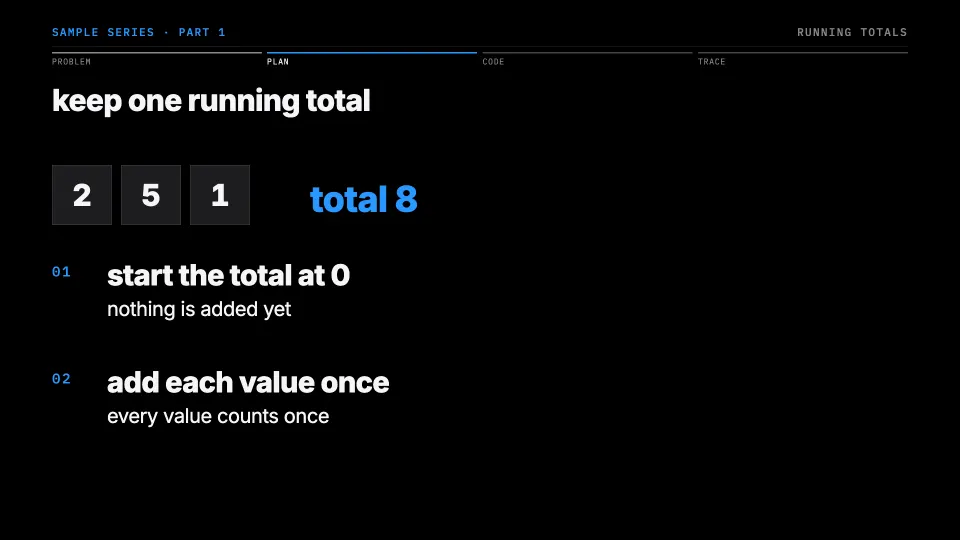 SAMPLE SERIES · PART 1
RUNNING TOTALS
PROBLEM
PLAN
CODE
TRACE
keep one running total
2 5 1
total 8
01
start the total at 0
nothing is added yet
02
add each value once
every value counts once